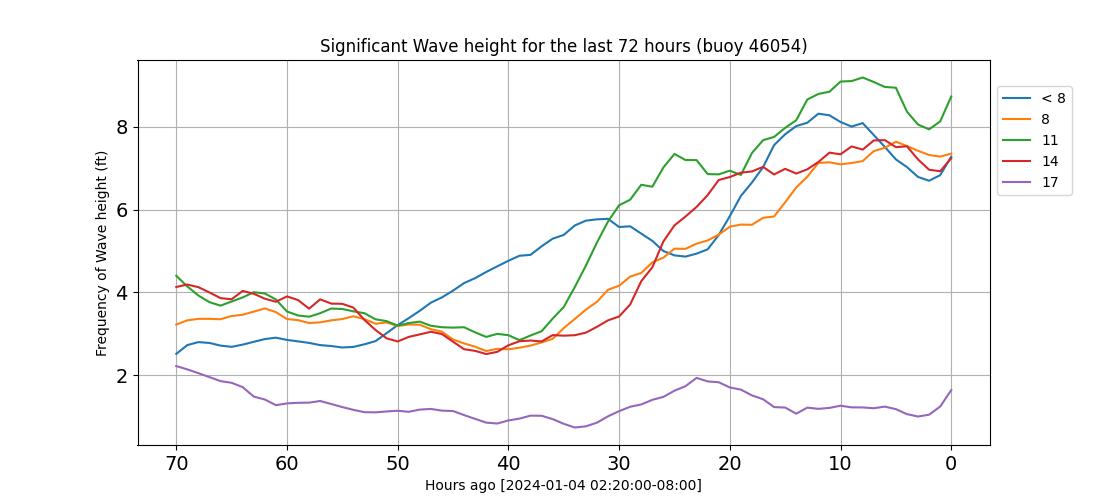 Significant Wave height for the last 72 hours (buoy 46054)
Frequency of Wave height (ft)
8
6
4
2
70 60 50 40 30 20 10 0
Hours ago [2024-01-04 02:20:00-08:00]
< 8
8
11
14
17